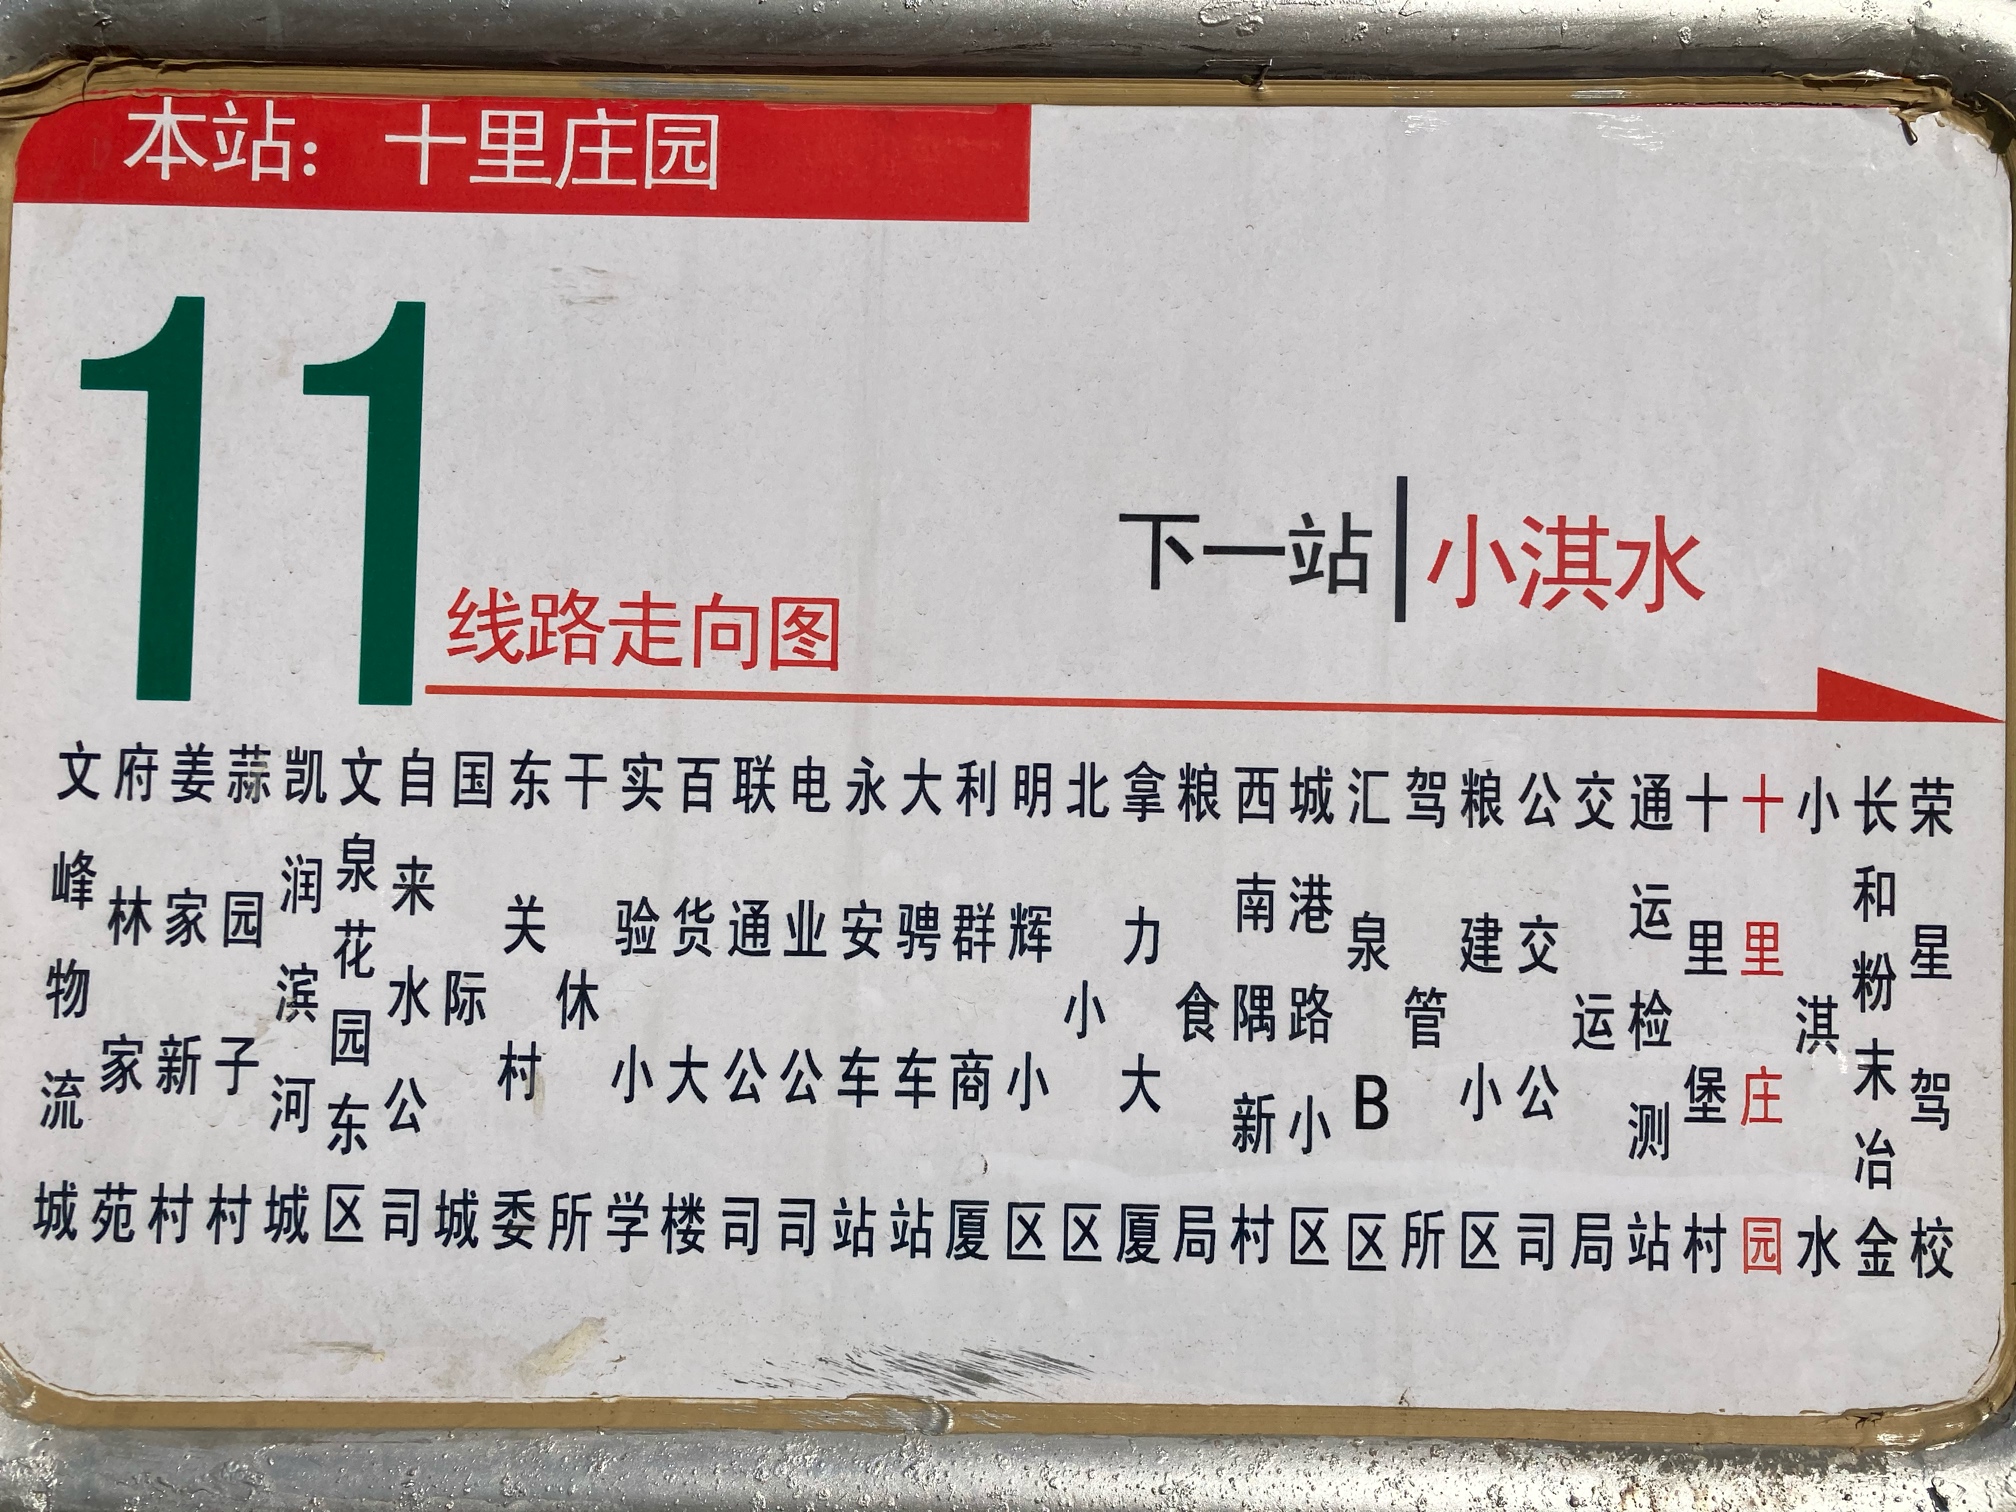 本站：十里庄园
11
线路走向图
下一站 小淇水
文峰物流城
府林家苑
姜家新村
蒜园子村
凯润滨河城
文泉花园东区
自来水公司
国际城
东关村委
干休所
实验小学
百货大楼
联通公司
电业公司
永安车站
大骋车站
利群商厦
明辉小区
北小区
拿力大厦
粮食局
西南隅新村
城港路小区
汇泉B区
驾管所
粮建小区
公交公司
交运局
通运检测站
十里堡村
十里庄园
小淇水
长和粉末冶金
荣星驾校